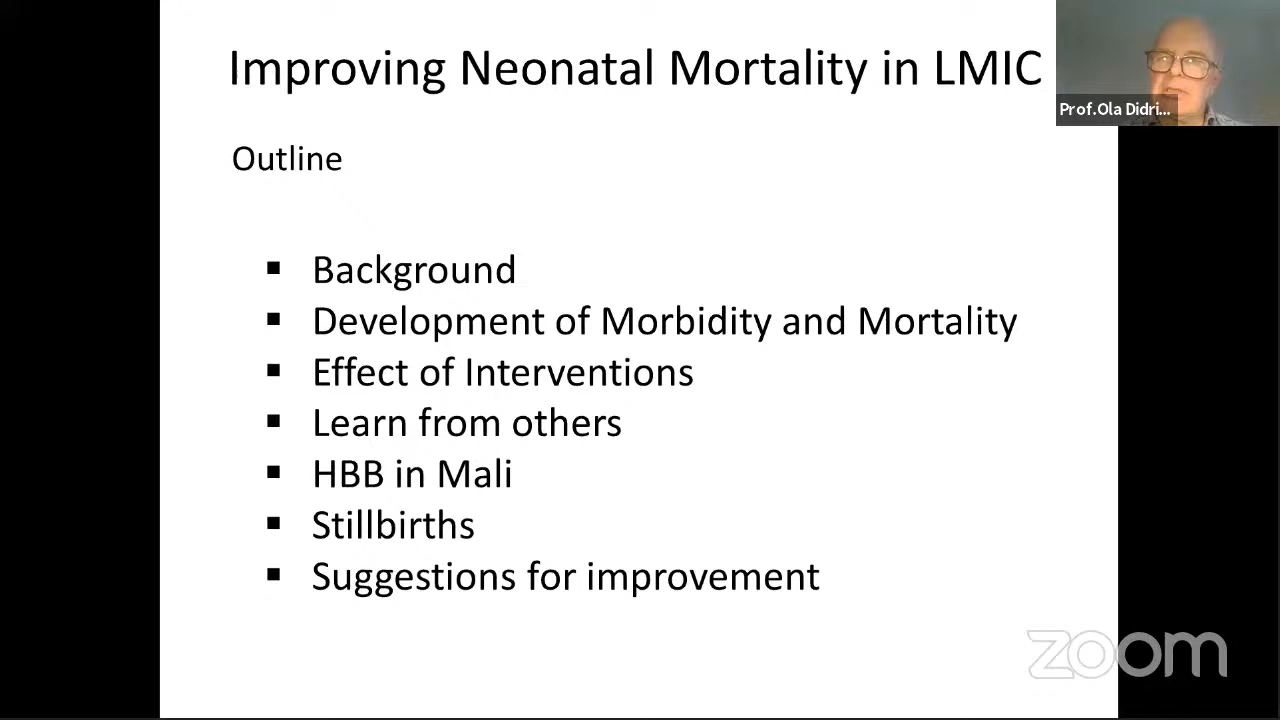 Improving Neonatal Mortality in LMIC
Prof.Ola Didri...
Outline
Background
Development of Morbidity and Mortality
Effect of Interventions
Learn from others
HBB in Mali
Stillbirths
Suggestions for improvement
zoom